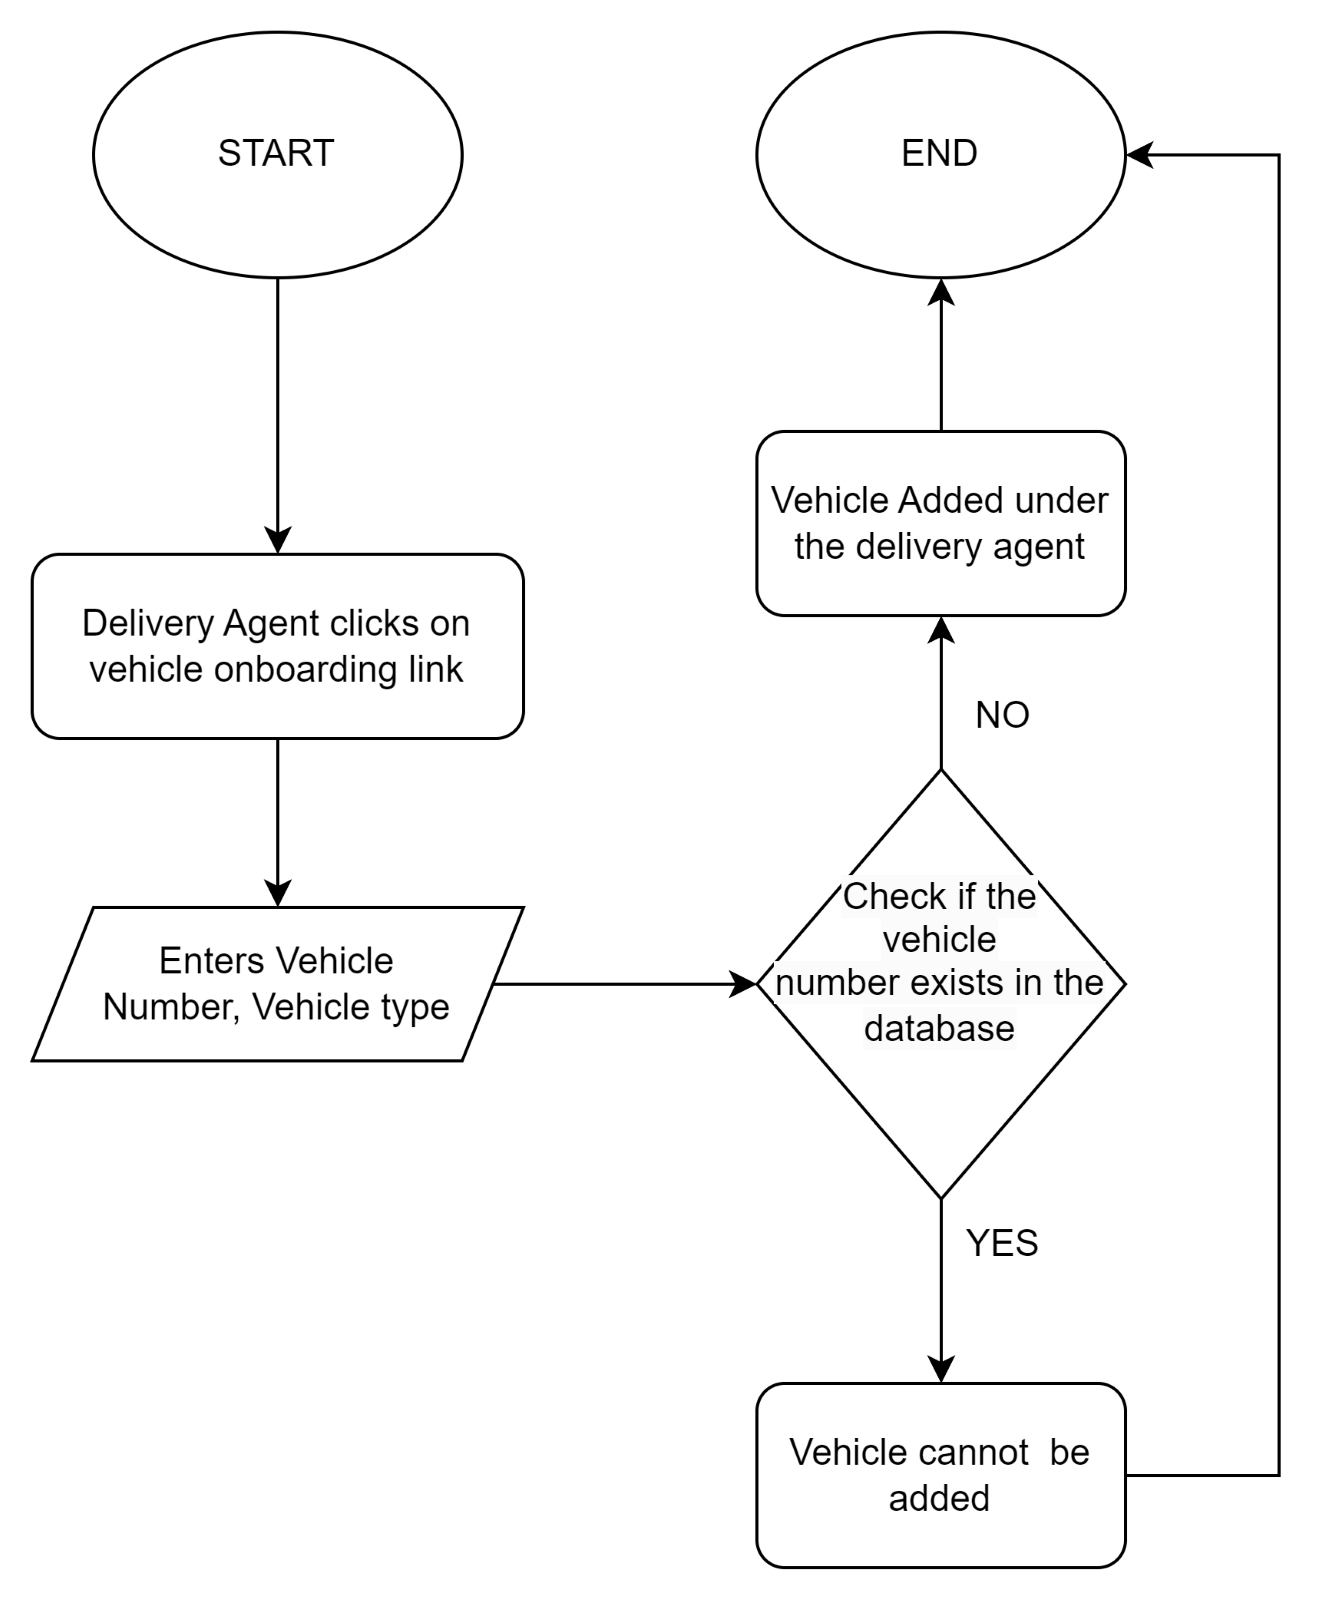 START
Delivery Agent clicks on
vehicle onboarding link
Enters Vehicle
Number, Vehicle type
Check if the
vehicle
number exists in the
database
NO
Vehicle Added under
the delivery agent
END
YES
Vehicle cannot  be
added